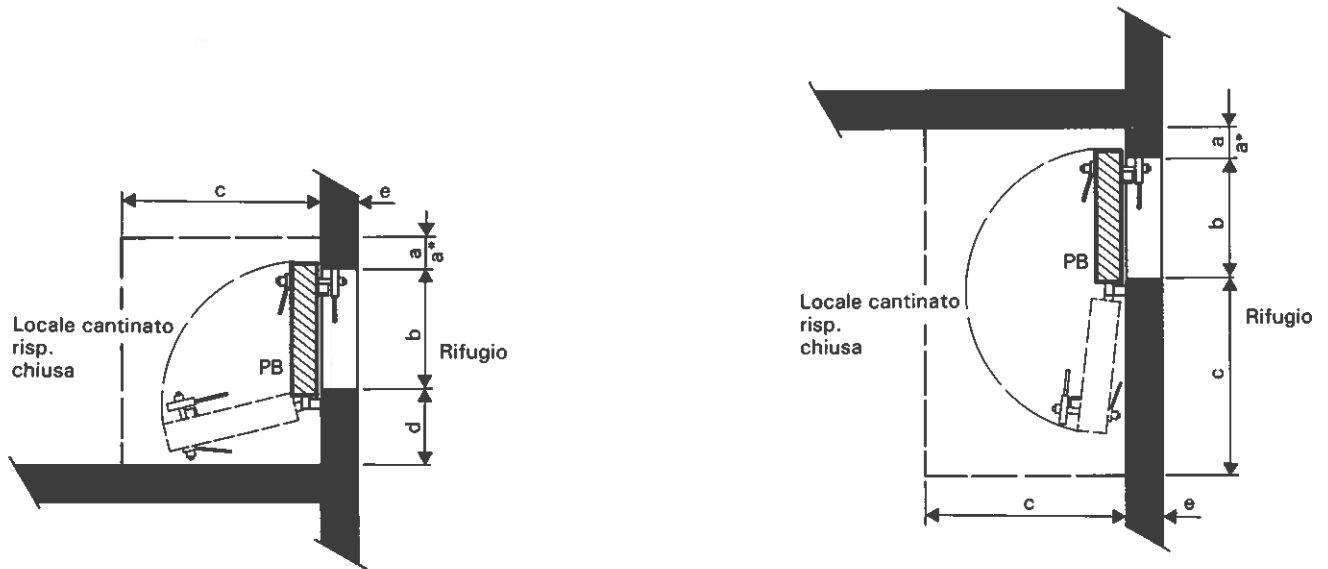 c
e
a
a*
b
d
Locale cantinato
risp.
chiusa
PB
Rifugio
a
a*
b
c
PB
Locale cantinato
risp.
chiusa
Rifugio
c
e